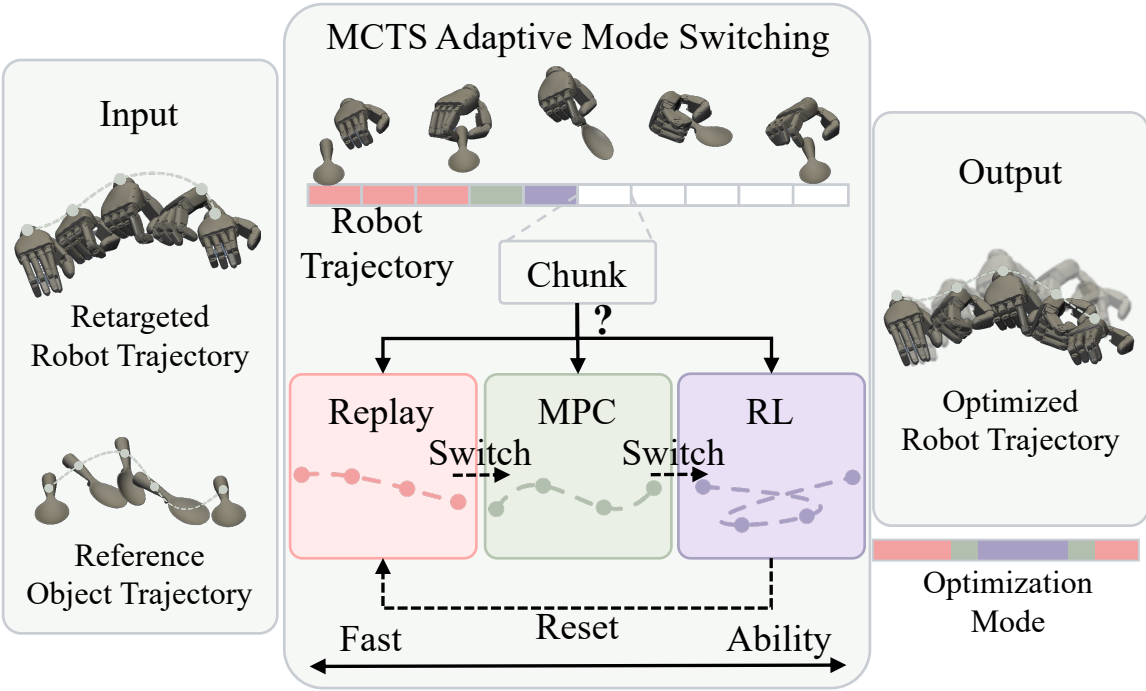 MCTS Adaptive Mode Switching
Input
Retargeted
Robot Trajectory
Reference
Object Trajectory
Robot
Trajectory
Chunk
?
Replay
MPC
RL
Switch
Switch
Reset
Fast
Ability
Output
Optimized
Robot Trajectory
Optimization
Mode